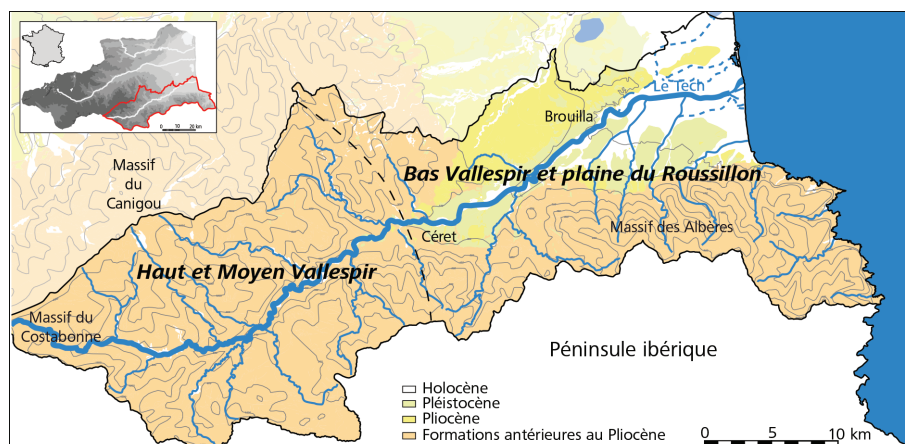 0 10 20 km
Le Tech
Brouilla
Massif
du
Canigou
Bas Vallespir et plaine du Roussillon
Massif des Albères
Céret
Haut et Moyen Vallespir
Massif du
Costabonne
Péninsule ibérique
Holocène
Pléistocène
Pliocène
Formations antérieures au Pliocène
0 5 10 km